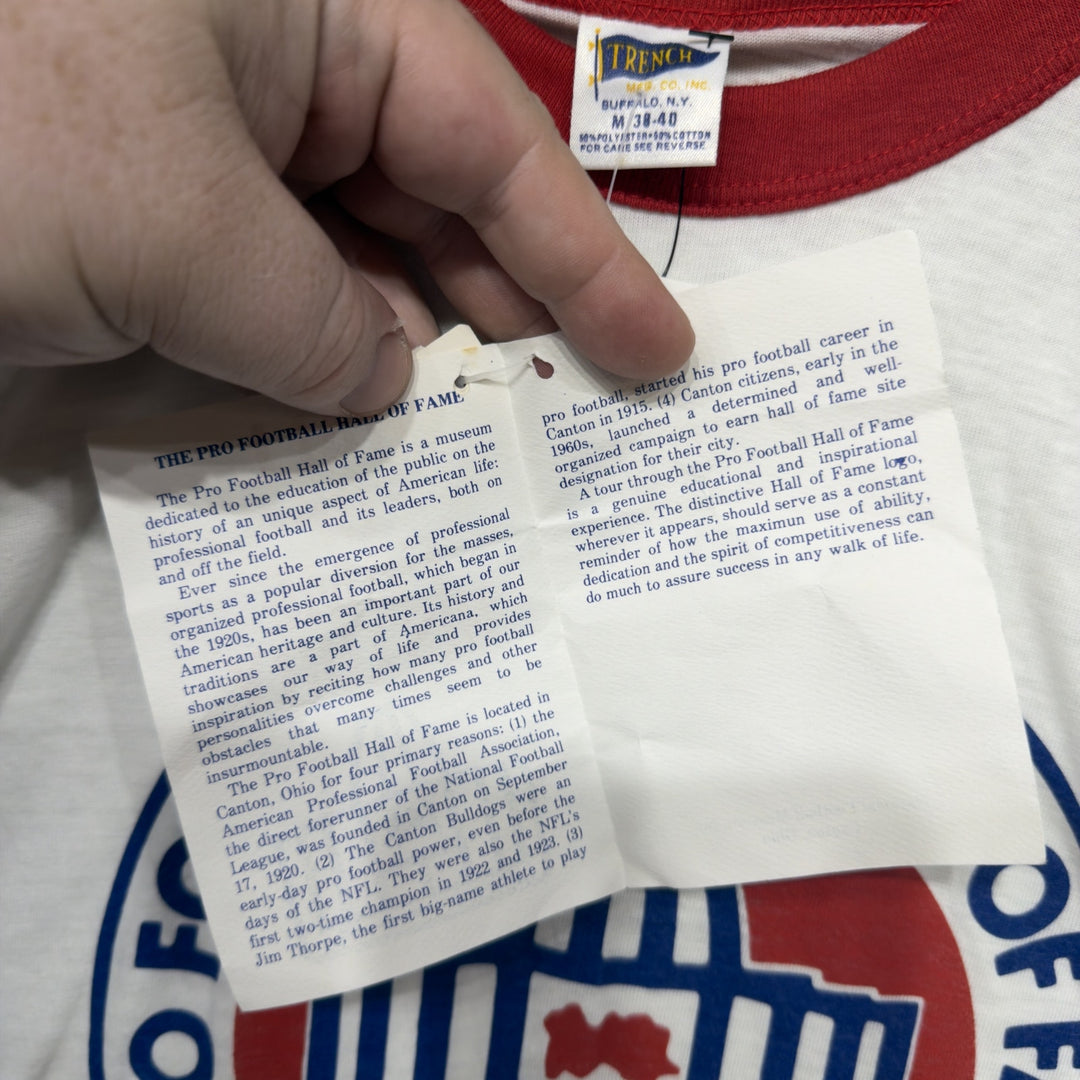 TRENCH
MFG. CO. INC.
BUFFALO, N.Y.
M 38-40
50% POLYESTER•50% COTTON
FOR CARE SEE REVERSE
THE PRO FOOTBALL HALL OF FAME
The Pro Football Hall of Fame is a museum
dedicated to the education of the public on the
history of an unique aspect of American life:
professional football and its leaders, both on
and off the field.
Ever since the emergence of professional
sports as a popular diversion for the masses,
organized professional football, which began in
the 1920s, has been an important part of our
American heritage and culture. Its history and
traditions are a part of Americana, which
showcases our way of life and provides
inspiration by reciting how many pro football
personalities overcome challenges and other
obstacles that many times seem to be
insurmountable.
The Pro Football Hall of Fame is located in
Canton, Ohio for four primary reasons: (1) the
American Professional Football Association,
the direct forerunner of the National Football
League, was founded in Canton on September
17, 1920. (2) The Canton Bulldogs were an
early-day pro football power, even before the
days of the NFL. They were also the NFL's
first two-time champion in 1922 and 1923. (3)
Jim Thorpe, the first big-name athlete to play
pro football, started his pro football career in
Canton in 1915. (4) Canton citizens, early in the
1960s, launched a determined and well-
organized campaign to earn hall of fame site
designation for their city.
A tour through the Pro Football Hall of Fame
is a genuine educational and inspirational
experience. The distinctive Hall of Fame logo,
wherever it appears, should serve as a constant
reminder of how the maximun use of ability,
dedication and the spirit of competitiveness can
do much to assure success in any walk of life.
O FO
OF FA